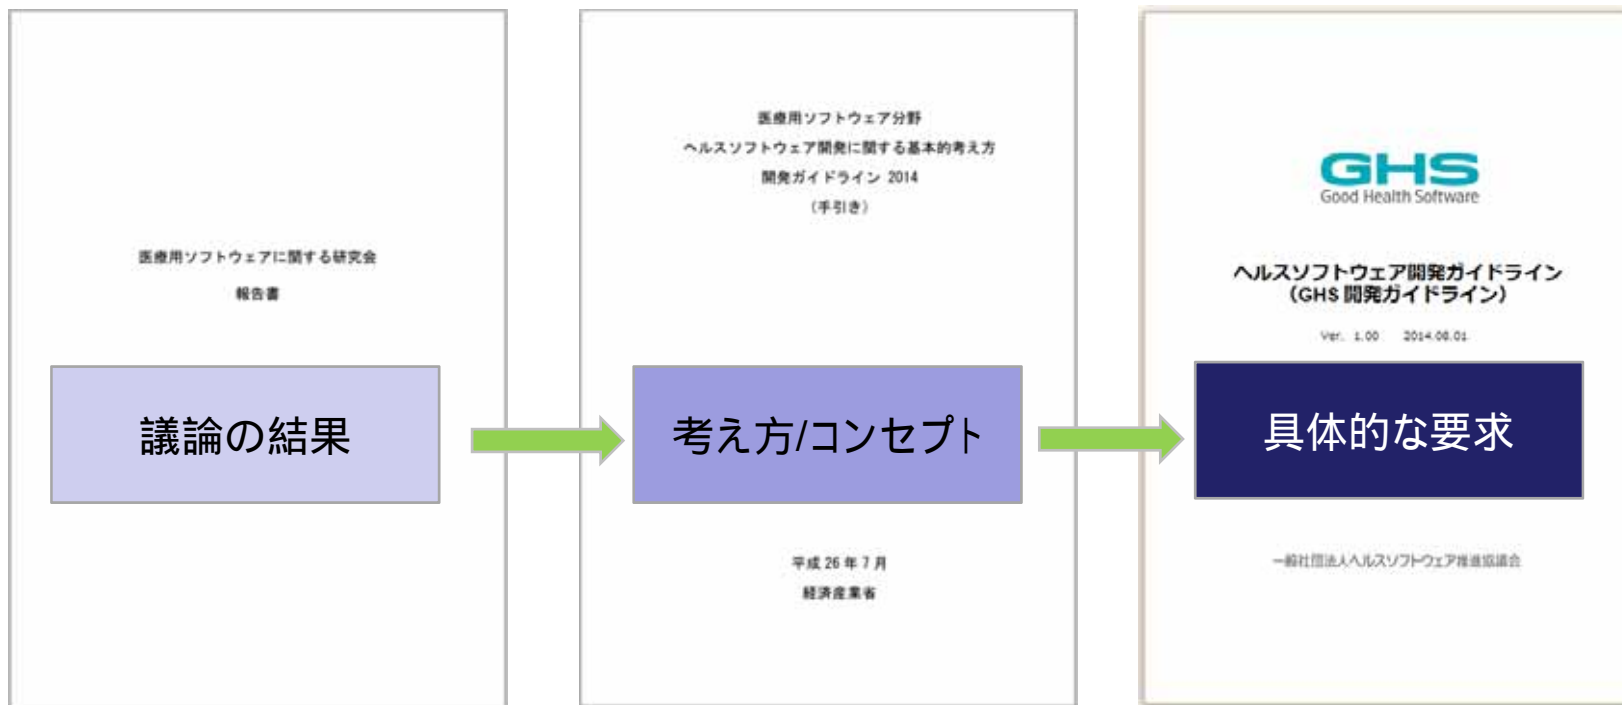 医療用ソフトウェアに関する研究会
報告書
議論の結果
医療用ソフトウェア分野
ヘルスソフトウェア開発に関する基本的考え方
開発ガイドライン 2014
（手引き）
考え方/コンセプト
平成 26 年 7 月
経済産業省
GHS
Good Health Software
ヘルスソフトウェア開発ガイドライン
（GHS 開発ガイドライン）
Ver. 1.00 2014.08.01
具体的な要求
一般社団法人ヘルスソフトウェア推進協議会